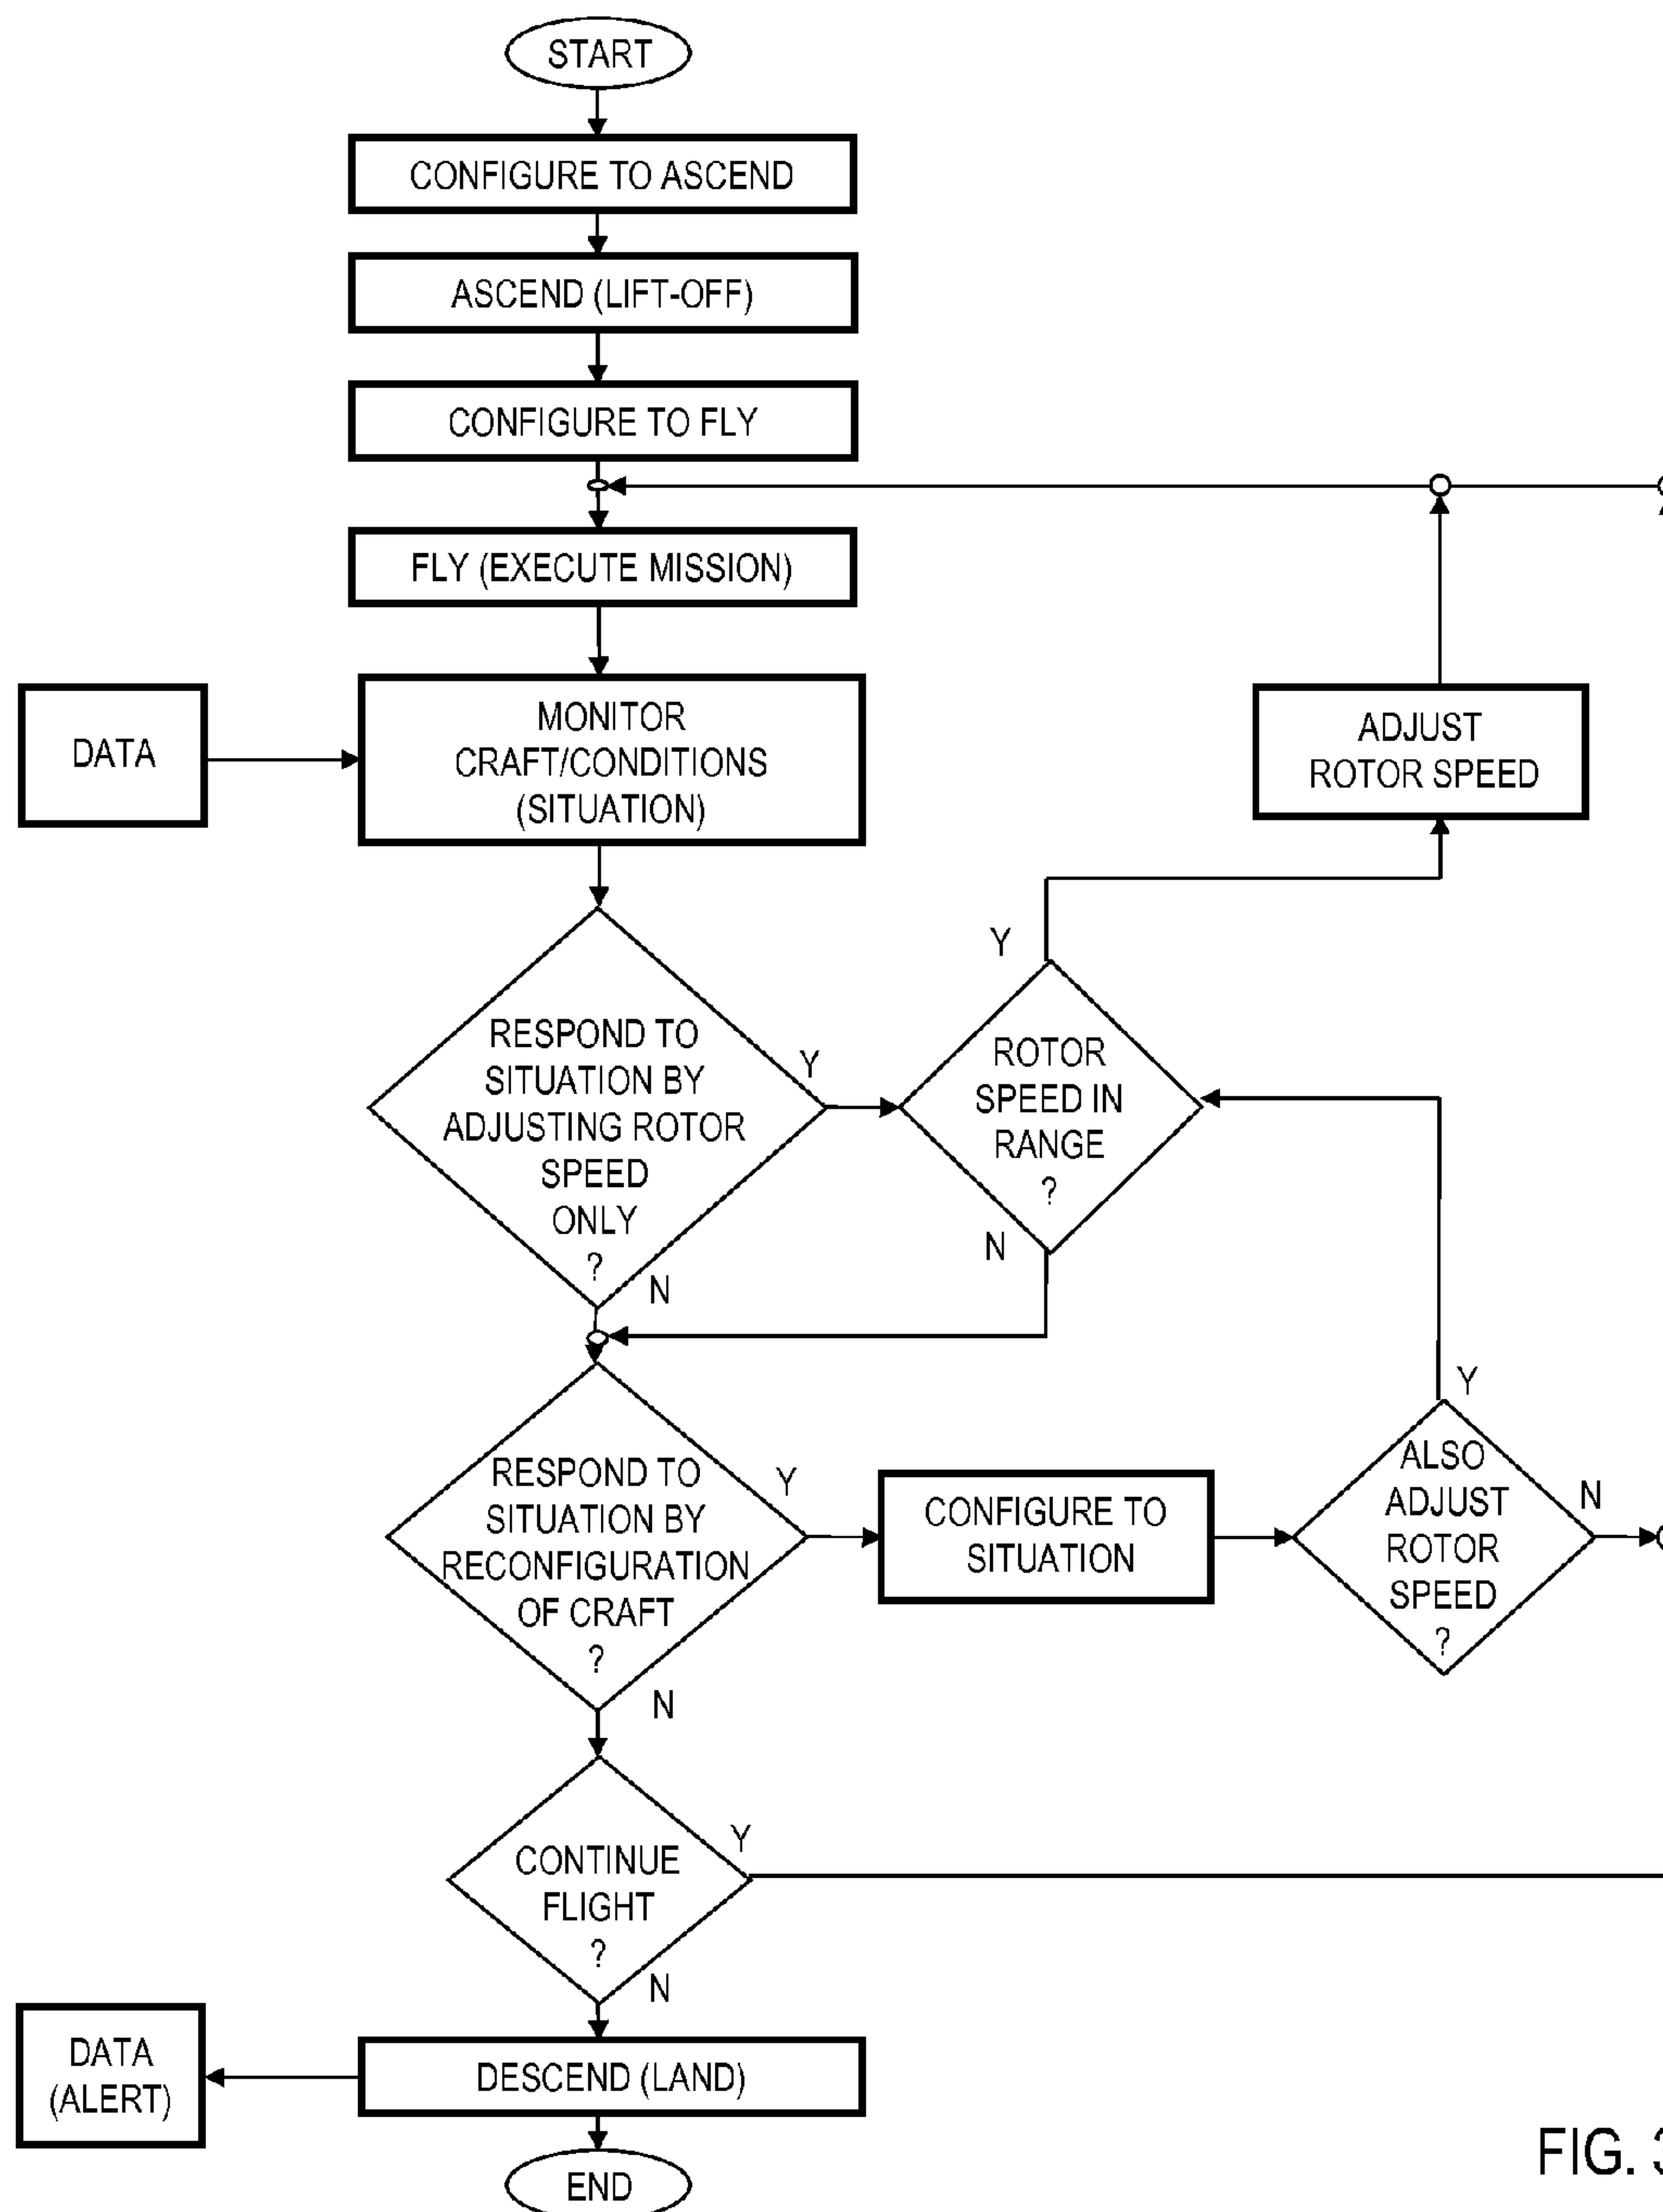 START
CONFIGURE TO ASCEND
ASCEND (LIFT-OFF)
CONFIGURE TO FLY
FLY (EXECUTE MISSION)
DATA
MONITOR
CRAFT/CONDITIONS
(SITUATION)
ADJUST
ROTOR SPEED
RESPOND TO
SITUATION BY
ADJUSTING ROTOR
SPEED
ONLY
?
Y
N
Y
ROTOR
SPEED IN
RANGE
?
N
RESPOND TO
SITUATION BY
RECONFIGURATION
OF CRAFT
?
Y
N
CONFIGURE TO
SITUATION
Y
ALSO
ADJUST
ROTOR
SPEED
?
N
CONTINUE
FLIGHT
?
Y
N
DATA
(ALERT)
DESCEND (LAND)
END
FIG.